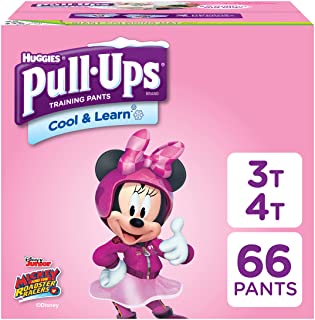 HUGGIES
Pull-Ups
TRAINING PANTS
BRAND
Cool & Learn
3T
4T
66
PANTS
Disney Junior
MICKEY
AND THE
ROADSTER RACERS
©Disney